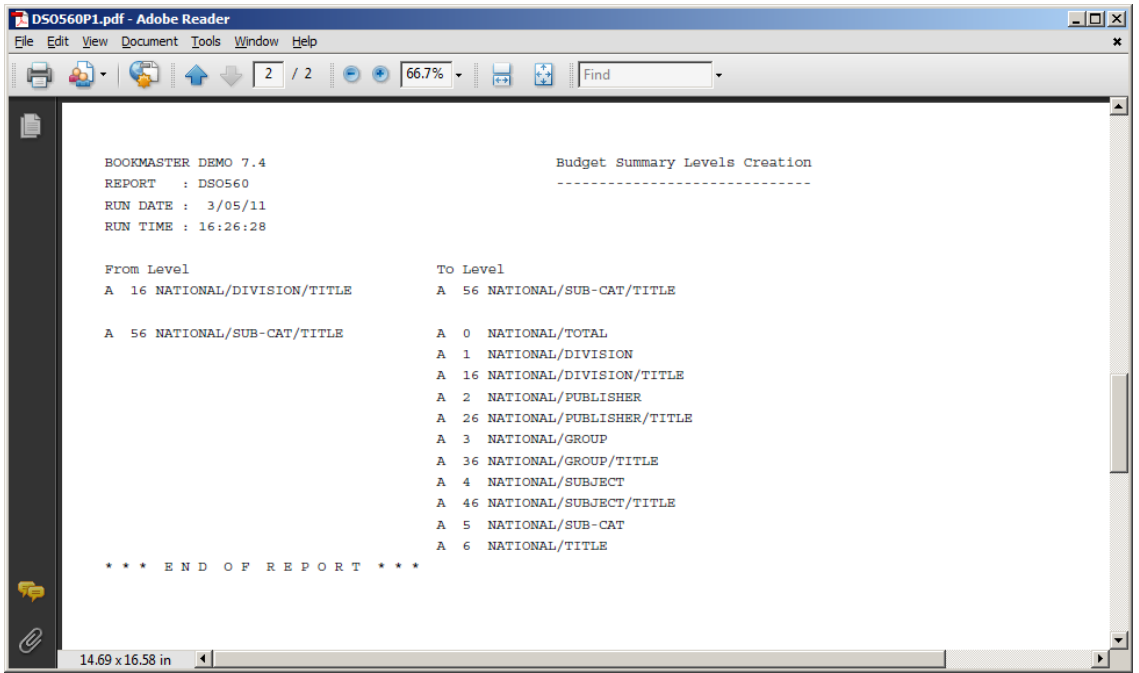 DSO560P1.pdf - Adobe Reader
File Edit View Document Tools Window Help
2 / 2 66.7% Find
BOOKMASTER DEMO 7.4 Budget Summary Levels Creation
REPORT : DSO560 ------------------------------
RUN DATE : 3/05/11
RUN TIME : 16:26:28
From Level To Level
A 16 NATIONAL/DIVISION/TITLE A 56 NATIONAL/SUB-CAT/TITLE
A 56 NATIONAL/SUB-CAT/TITLE A 0 NATIONAL/TOTAL
A 1 NATIONAL/DIVISION
A 16 NATIONAL/DIVISION/TITLE
A 2 NATIONAL/PUBLISHER
A 26 NATIONAL/PUBLISHER/TITLE
A 3 NATIONAL/GROUP
A 36 NATIONAL/GROUP/TITLE
A 4 NATIONAL/SUBJECT
A 46 NATIONAL/SUBJECT/TITLE
A 5 NATIONAL/SUB-CAT
A 6 NATIONAL/TITLE
* * * E N D O F R E P O R T * * *
14.69 x 16.58 in